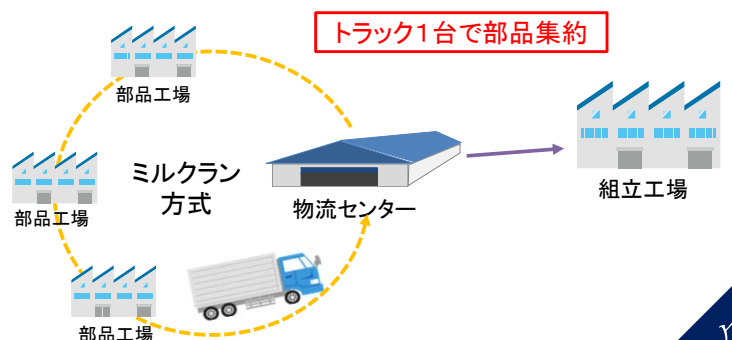 トラック１台で部品集約
部品工場
ミルクラン
方式
部品工場
物流センター
組立工場
部品工場